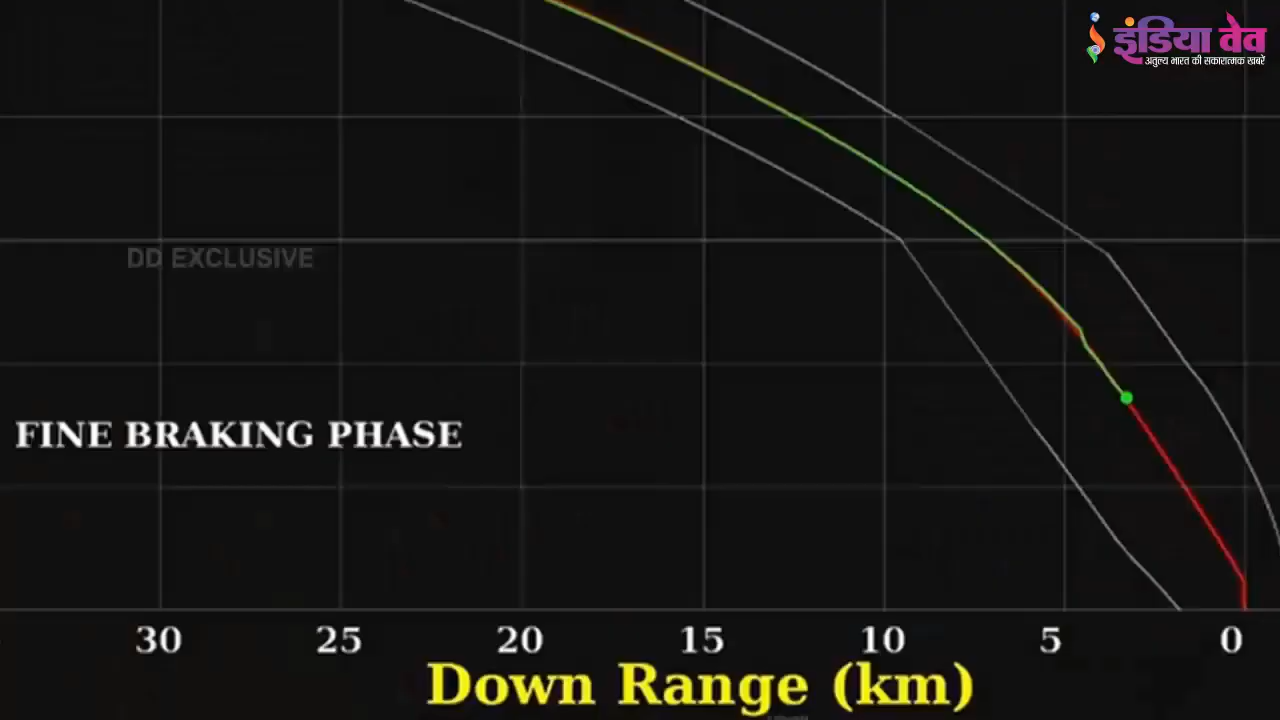 इंडिया वेव
अतुल्य भारत की सकारात्मक खबरें
DD EXCLUSIVE
FINE BRAKING PHASE
30 25 20 15 10 5 0
Down Range (km)